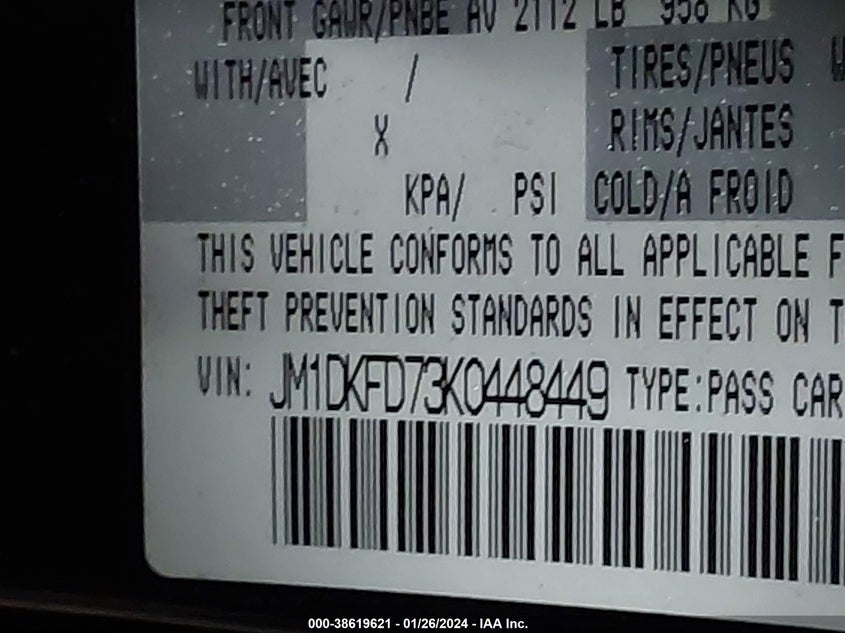 FRONT GAWR/PNBE AV 2112 LB 958 KG
WITH/AVEC / TIRES/PNEUS
X RIMS/JANTES
KPA/ PSI COLD/A FROID
THIS VEHICLE CONFORMS TO ALL APPLICABLE F
THEFT PREVENTION STANDARDS IN EFFECT ON T
VIN: JM1DKFD73K0448449 TYPE:PASS CAR
000-38619621 - 01/26/2024 - IAA Inc.